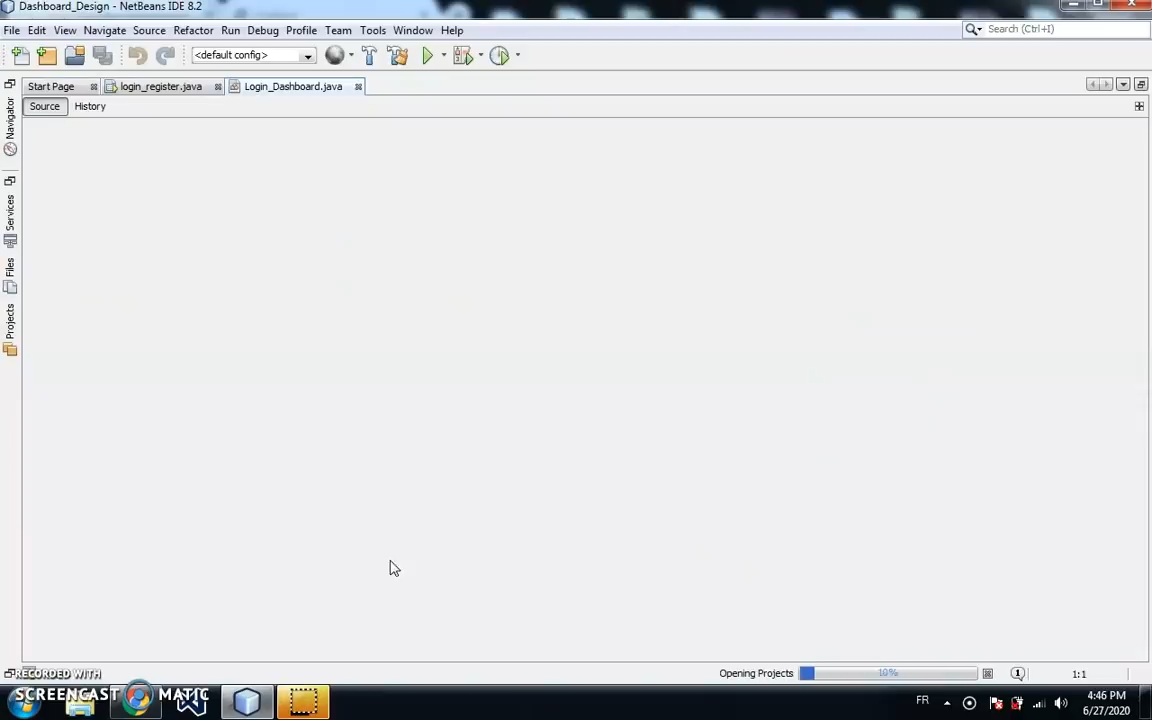 Dashboard_Design - NetBeans IDE 8.2
File Edit View Navigate Source Refactor Run Debug Profile Team Tools Window Help
Search (Ctrl+I)
<default config>
Start Page login_register.java Login_Dashboard.java
Source History
Navigator
Services
Files
Projects
Opening Projects 10% 1 1:1
RECORDED WITH
SCREENCAST MATIC
FR
4:46 PM
6/27/2020